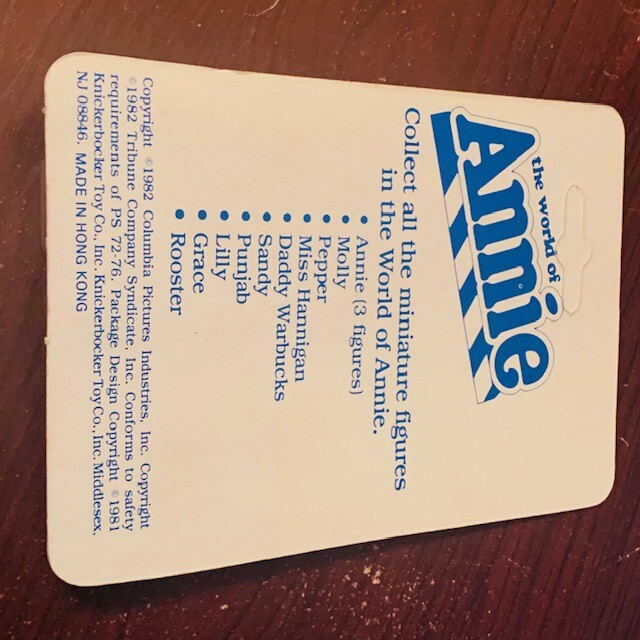 the world of
Annie
Collect all the miniature figures
in the World of Annie.
• Annie (3 figures)
• Molly
• Pepper
• Miss Hannigan
• Daddy Warbucks
• Sandy
• Punjab
• Lilly
• Grace
• Rooster
Copyright ©1982 Columbia Pictures Industries, Inc. Copyright
©1982 Tribune Company Syndicate, Inc. Conforms to safety
requirements of PS 72-76. Package Design Copyright ©1981
Knickerbocker Toy Co., Inc. Knickerbocker Toy Co., Inc. Middlesex,
NJ 08846. MADE IN HONG KONG